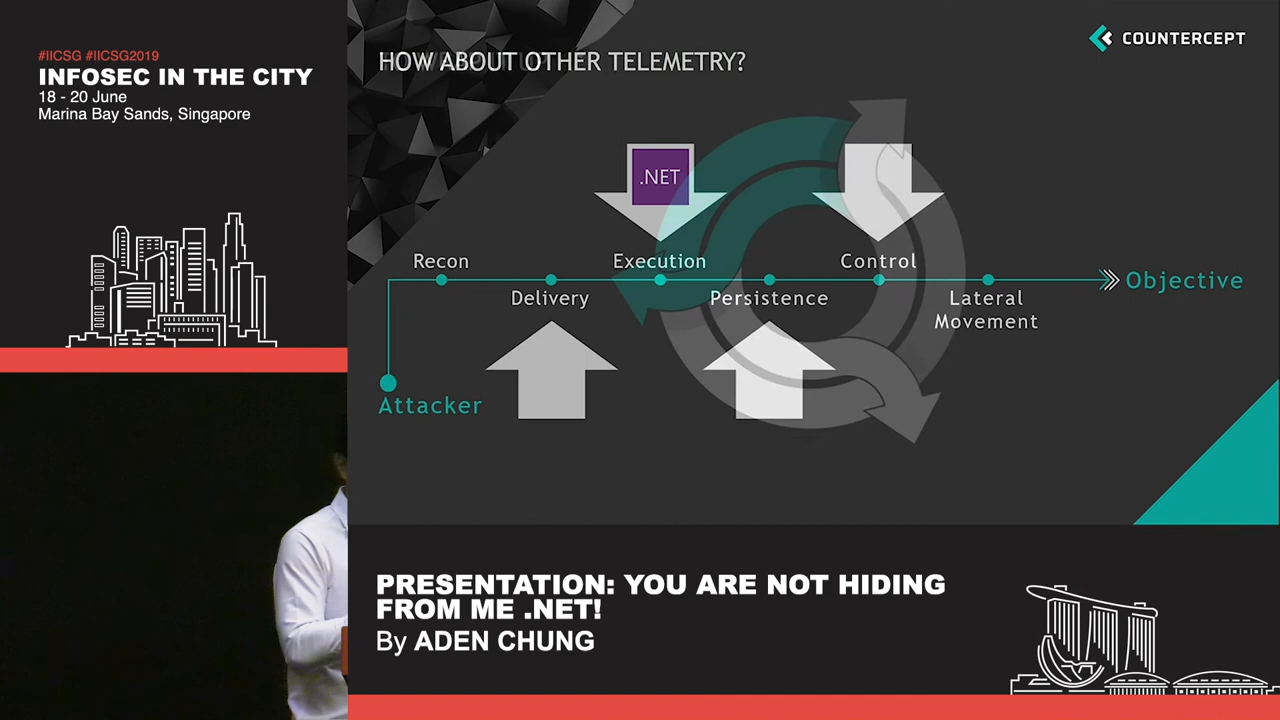 #IICSG #IICSG2019
INFOSEC IN THE CITY
18 - 20 June
Marina Bay Sands, Singapore
HOW ABOUT OTHER TELEMETRY?
COUNTERCEPT
.NET
Recon
Execution
Control
Objective
Delivery
Persistence
Lateral
Movement
Attacker
PRESENTATION: YOU ARE NOT HIDING
FROM ME .NET!
By ADEN CHUNG